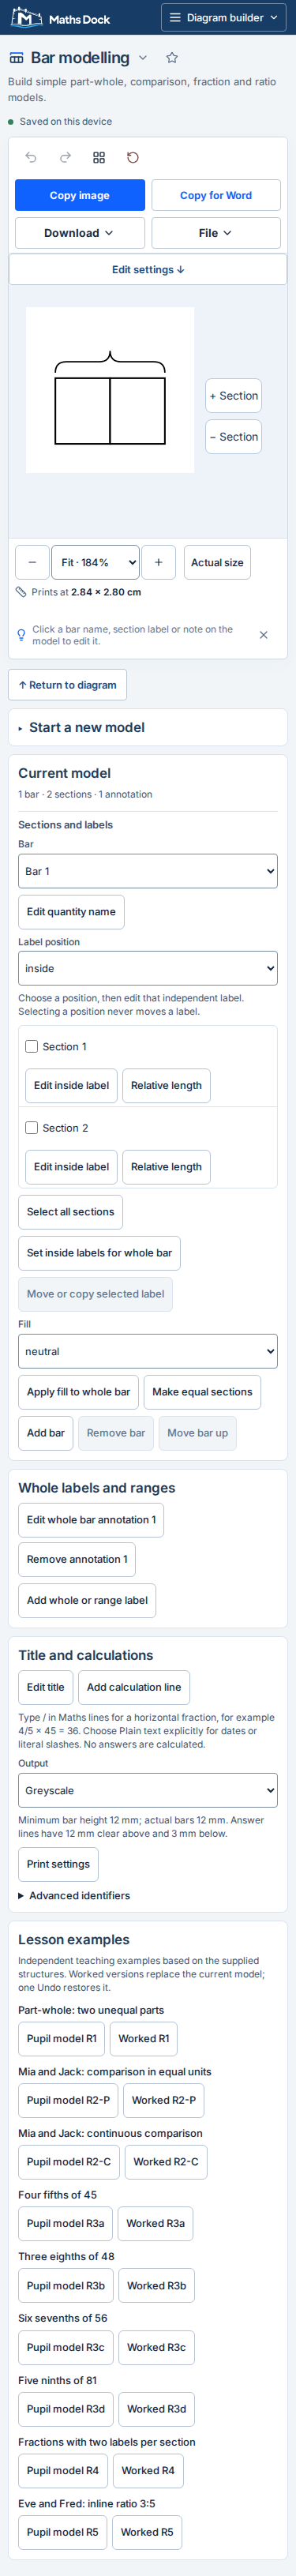 Maths Dock
Diagram builder
Bar modelling
Build simple part-whole, comparison, fraction and ratio
models.
Saved on this device
Copy image
Copy for Word
Download
File
Edit settings ↓
+ Section
− Section
−
Fit · 184%
+
Actual size
Prints at 2.84 × 2.80 cm
Click a bar name, section label or note on the
model to edit it.
↑ Return to diagram
Start a new model
Current model
1 bar · 2 sections · 1 annotation
Sections and labels
Bar
Bar 1
Edit quantity name
Label position
inside
Choose a position, then edit that independent label.
Selecting a position never moves a label.
Section 1
Edit inside label
Relative length
Section 2
Edit inside label
Relative length
Select all sections
Set inside labels for whole bar
Move or copy selected label
Fill
neutral
Apply fill to whole bar
Make equal sections
Add bar
Remove bar
Move bar up
Whole labels and ranges
Edit whole bar annotation 1
Remove annotation 1
Add whole or range label
Title and calculations
Edit title
Add calculation line
Type / in Maths lines for a horizontal fraction, for example
4/5 × 45 = 36. Choose Plain text explicitly for dates or
literal slashes. No answers are calculated.
Output
Greyscale
Minimum bar height 12 mm; actual bars 12 mm. Answer
lines have 12 mm clear above and 3 mm below.
Print settings
Advanced identifiers
Lesson examples
Independent teaching examples based on the supplied
structures. Worked versions replace the current model;
one Undo restores it.
Part-whole: two unequal parts
Pupil model R1
Worked R1
Mia and Jack: comparison in equal units
Pupil model R2-P
Worked R2-P
Mia and Jack: continuous comparison
Pupil model R2-C
Worked R2-C
Four fifths of 45
Pupil model R3a
Worked R3a
Three eighths of 48
Pupil model R3b
Worked R3b
Six sevenths of 56
Pupil model R3c
Worked R3c
Five ninths of 81
Pupil model R3d
Worked R3d
Fractions with two labels per section
Pupil model R4
Worked R4
Eve and Fred: inline ratio 3:5
Pupil model R5
Worked R5